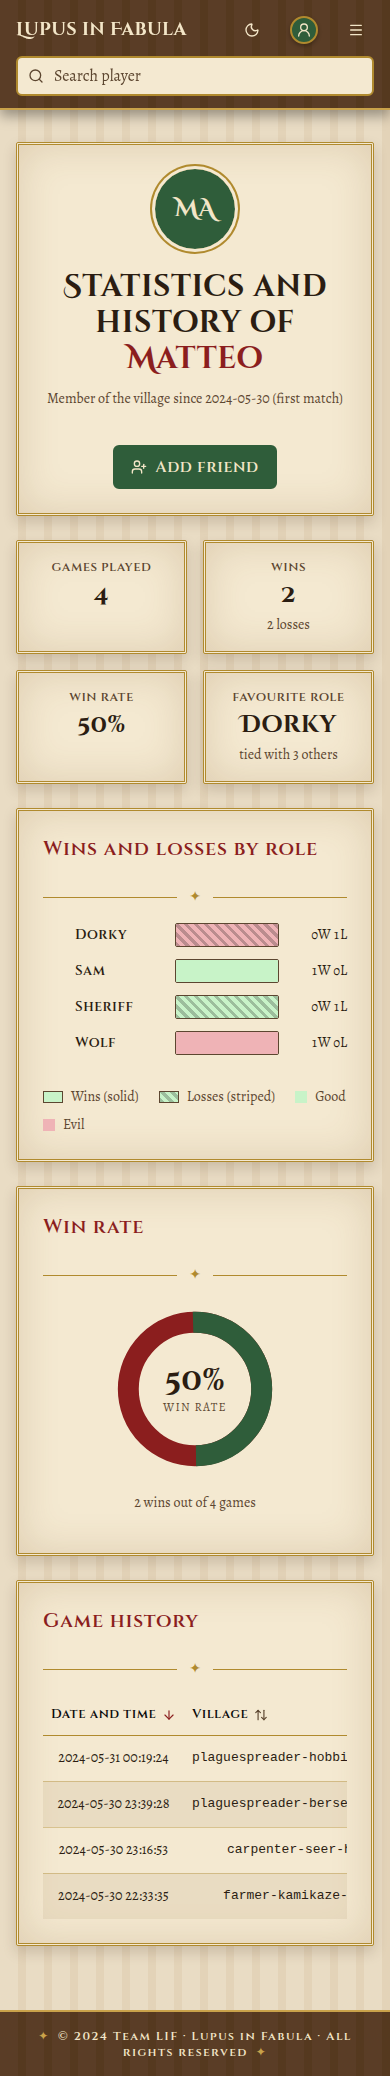 Lupus in Fabula
Search player
MA
Statistics and
history of
Matteo
Member of the village since 2024-05-30 (first match)
Add friend
Games played
4
Wins
2
2 losses
Win rate
50%
Favourite role
Dorky
tied with 3 others
Wins and losses by role
Dorky 0W 1L
Sam 1W 0L
Sheriff 0W 1L
Wolf 1W 0L
Wins (solid) Losses (striped) Good
Evil
Win rate
50%
WIN RATE
2 wins out of 4 games
Game history
Date and time Village
2024-05-31 00:19:24 plaguespreader-hobbi
2024-05-30 23:39:28 plaguespreader-berse
2024-05-30 23:16:53 carpenter-seer-h
2024-05-30 22:33:35 farmer-kamikaze-
✦ © 2024 Team LIF · Lupus in Fabula · All
rights reserved ✦